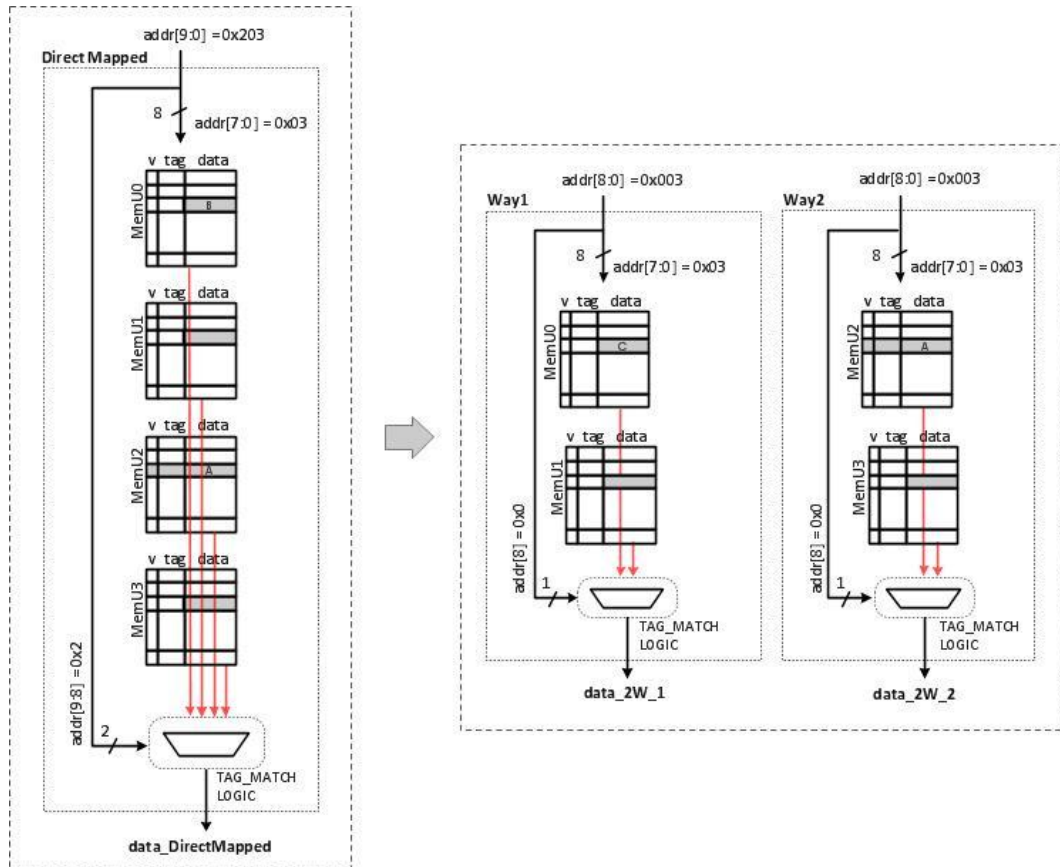 addr[9:0] = 0x203
Direct Mapped
8
addr[7:0] = 0x03
v tag data
MemU0
B
v tag data
MemU1
v tag data
MemU2
A
v tag data
MemU3
addr[9:8] = 0x2
2
TAG_MATCH
LOGIC
data_DirectMapped
addr[8:0] = 0x003
Way1
8
addr[7:0] = 0x03
v tag data
MemU0
C
v tag data
MemU1
addr[8] = 0x0
1
TAG_MATCH
LOGIC
data_2W_1
addr[8:0] = 0x003
Way2
8
addr[7:0] = 0x03
v tag data
MemU2
A
v tag data
MemU3
addr[8] = 0x0
1
TAG_MATCH
LOGIC
data_2W_2